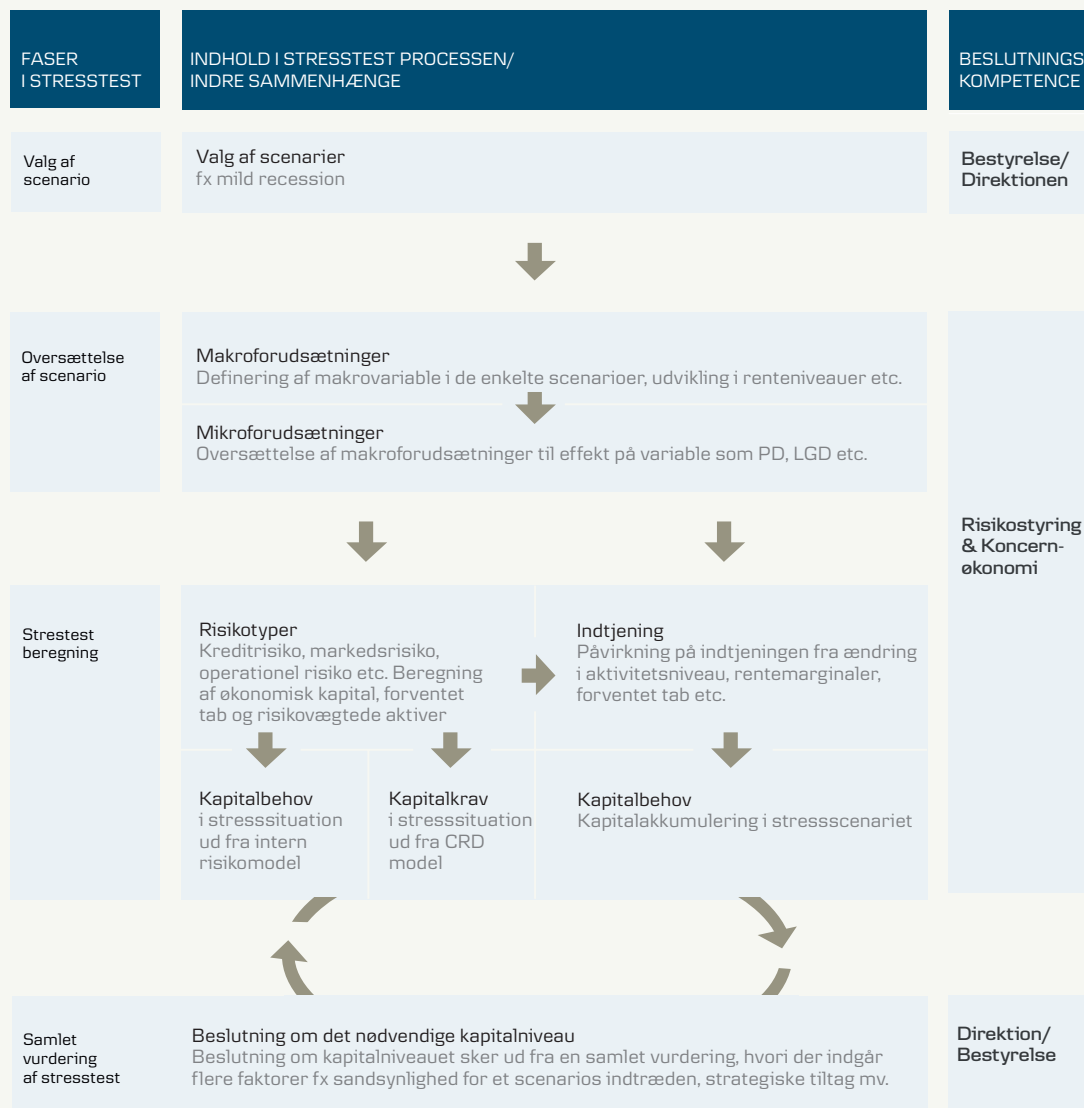 FASER
I STRESSTEST
INDHOLD I STRESSTEST PROCESSEN/
INDRE SAMMENHÆNGE
BESLUTNINGS
KOMPETENCE
Valg af
scenario
Valg af scenarier
fx mild recession
Bestyrelse/
Direktionen
Oversættelse
af scenario
Makroforudsætninger
Definering af makrovariable i de enkelte scenarioer, udvikling i renteniveauer etc.
Mikroforudsætninger
Oversættelse af makroforudsætninger til effekt på variable som PD, LGD etc.
Risikostyring
& Koncern-
økonomi
Strestest
beregning
Risikotyper
Kreditrisiko, markedsrisiko,
operationel risiko etc. Beregning
af økonomisk kapital, forventet
tab og risikovægtede aktiver
Indtjening
Påvirkning på indtjeningen fra ændring
i aktivitetsniveau, rentemarginaler,
forventet tab etc.
Kapitalbehov
i stresssituation
ud fra intern
risikomodel
Kapitalkrav
i stresssituation
ud fra CRD
model
Kapitalbehov
Kapitalakkumulering i stressscenariet
Samlet
vurdering
af stresstest
Beslutning om det nødvendige kapitalniveau
Beslutning om kapitalniveauet sker ud fra en samlet vurdering, hvori der indgår
flere faktorer fx sandsynlighed for et scenarios indtræden, strategiske tiltag mv.
Direktion/
Bestyrelse